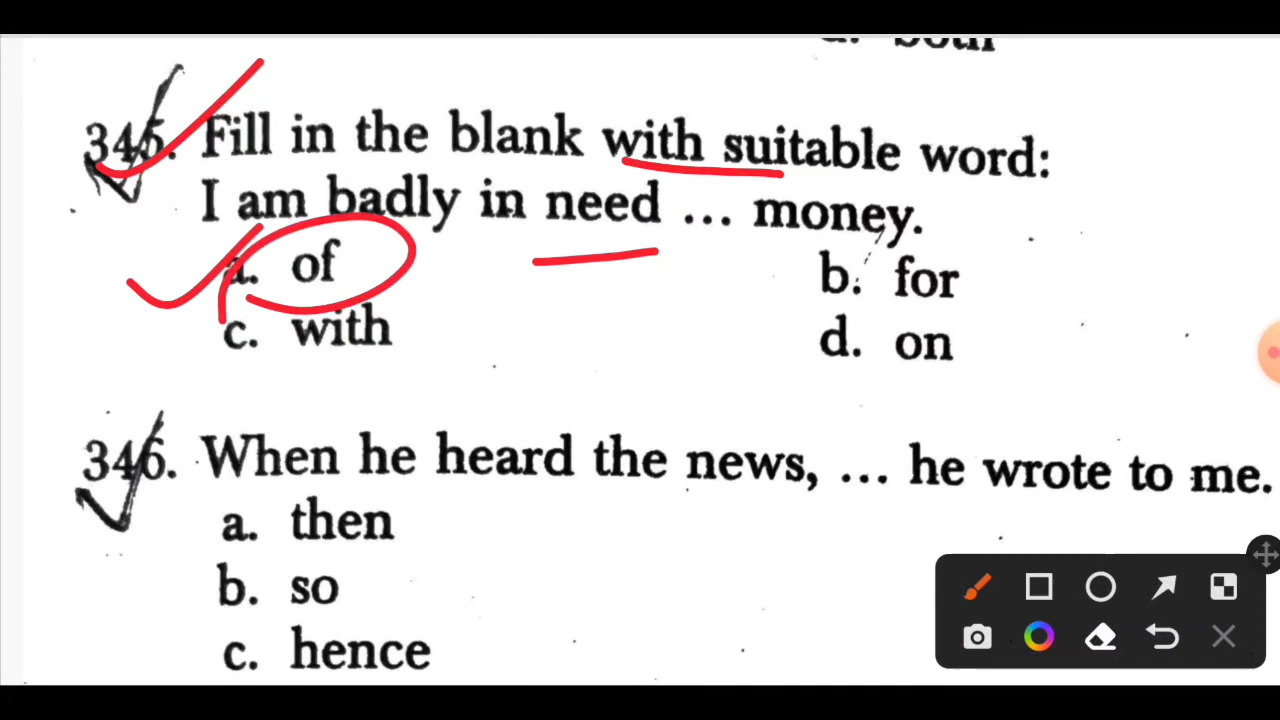 345. Fill in the blank with suitable word:
I am badly in need ... money.
a. of b. for
c. with d. on
346. When he heard the news, ... he wrote to me.
a. then
b. so
c. hence